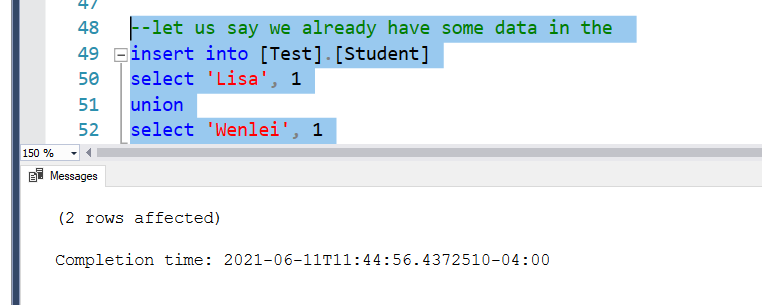 47
48 --let us say we already have some data in the
49 insert into [Test].[Student]
50 select 'Lisa', 1
51 union
52 select 'Wenlei', 1
150 %
Messages
(2 rows affected)
Completion time: 2021-06-11T11:44:56.4372510-04:00